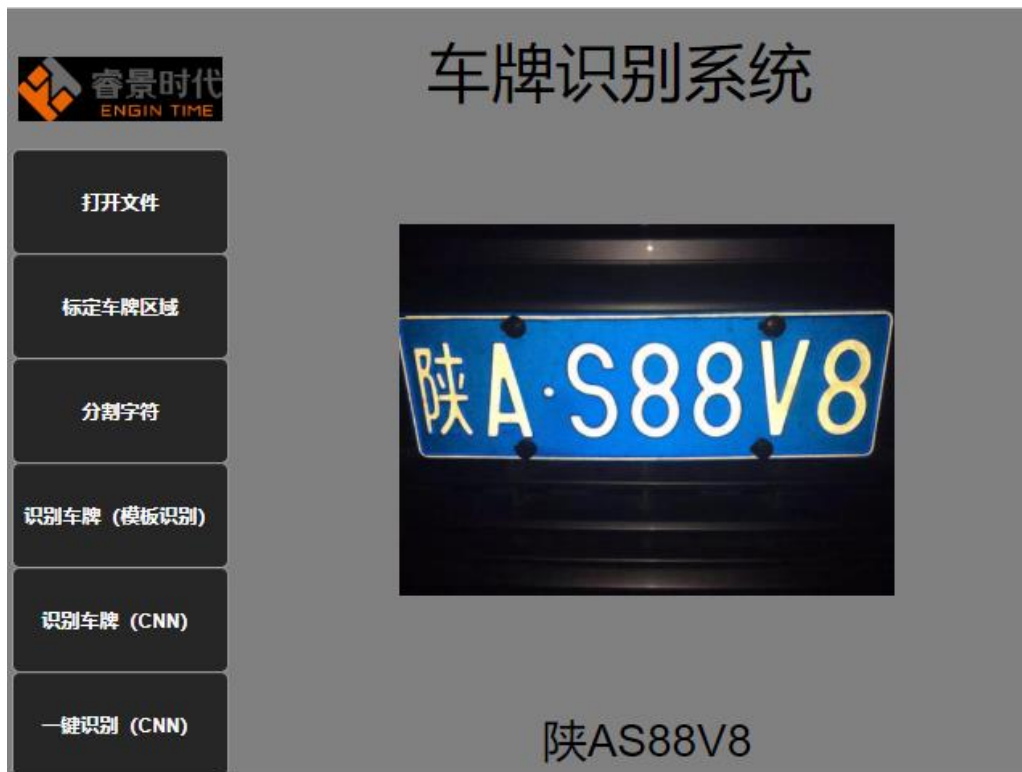 睿景时代
ENGIN TIME
车牌识别系统
打开文件
标定车牌区域
分割字符
识别车牌（模板识别）
识别车牌（CNN）
一键识别（CNN）
陕A·S88V8
陕AS88V8